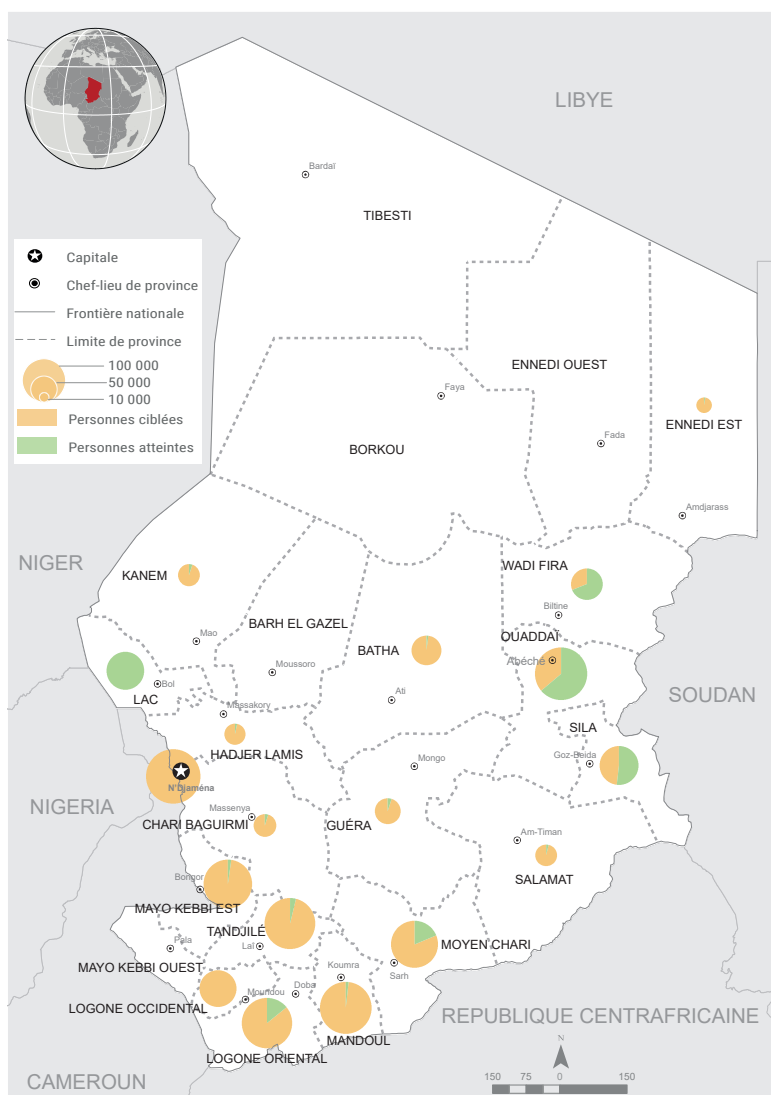 LIBYE
Bardaï
TIBESTI
Capitale
Chef-lieu de province
Frontière nationale
Limite de province
100 000
50 000
10 000
Personnes ciblées
Personnes atteintes
ENNEDI OUEST
Faya
ENNEDI EST
BORKOU
Fada
Amdjarass
NIGER
KANEM
WADI FIRA
Biltine
BARH EL GAZEL
Mao
BATHA
OUADDAÏ
Abéché
Moussoro
Bol
LAC
Ati
SOUDAN
Massakory
SILA
HADJER LAMIS
Mongo
Goz-Beida
N'Djaména
NIGERIA
Massenya
CHARI BAGUIRMI
GUÉRA
Am-Timan
SALAMAT
Bongor
MAYO KEBBI EST
TANDJILÉ
Laï
MOYEN CHARI
Pala
MAYO KEBBI OUEST
Koumra
Sarh
Doba
Moundou
LOGONE OCCIDENTAL
REPUBLIQUE CENTRAFRICAINE
MANDOUL
LOGONE ORIENTAL
N
CAMEROUN
150 75 0 150